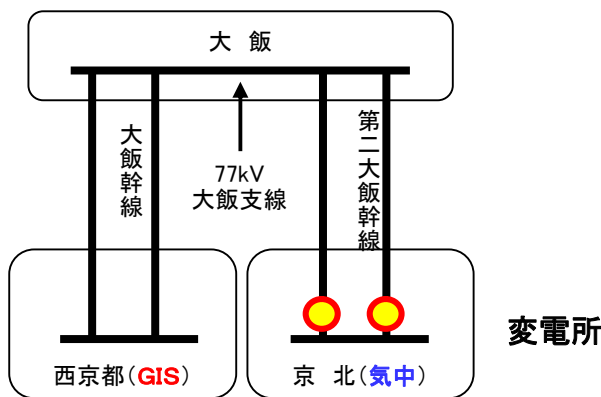 大 飯
大飯幹線
第二大飯幹線
77kV
大飯支線
変電所
西京都（GIS）
京 北（気中）